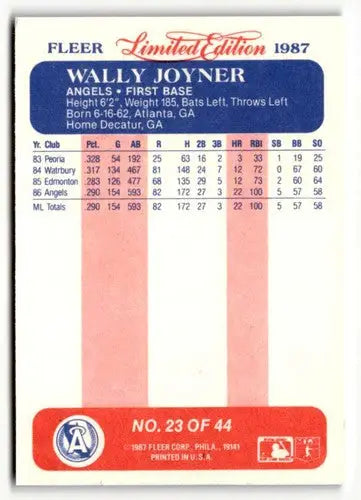 FLEER Limited Edition 1987
WALLY JOYNER
ANGELS • FIRST BASE
Height 6'2", Weight 185, Bats Left, Throws Left
Born 6-16-62, Atlanta, GA
Home Decatur, GA
Yr. Club Pct. G AB R H 2B 3B HR RBI SB BB SO
83 Peoria .328 54 192 25 63 16 2 3 33 1 19 25
84 Watrbury .317 134 467 81 148 24 7 12 72 0 67 60
85 Edmonton .283 126 477 68 135 29 5 12 73 2 60 64
86 Angels .290 154 593 82 172 27 3 22 100 5 57 58
ML Totals .290 154 593 82 172 27 3 22 100 5 57 58
NO. 23 OF 44
©1987 FLEER CORP., PHILA., 19141
PRINTED IN U.S.A.